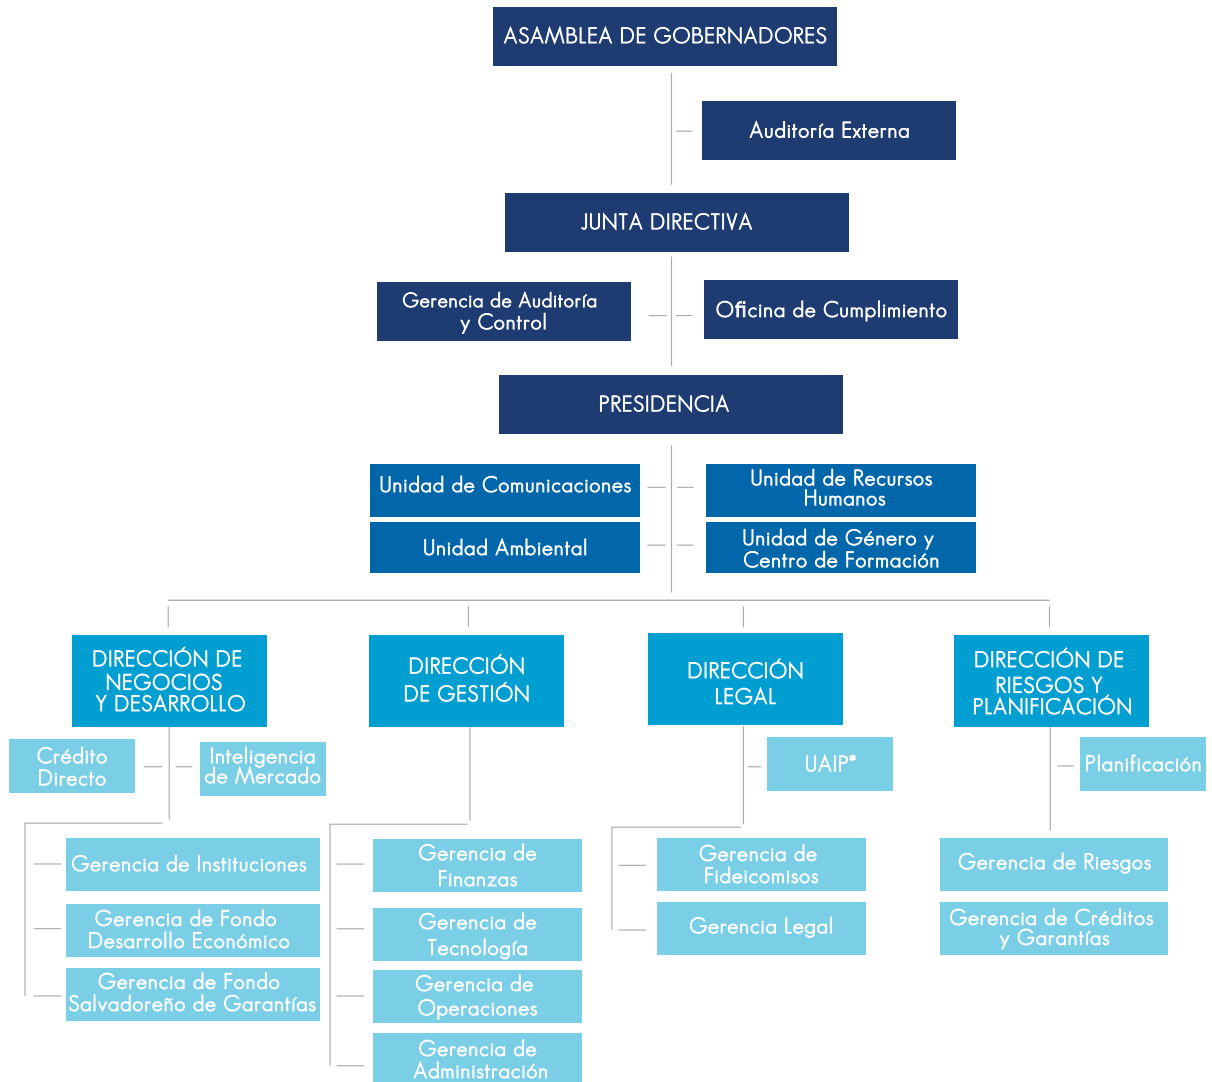 ASAMBLEA DE GOBERNADORES
Auditoría Externa
JUNTA DIRECTIVA
Gerencia de Auditoría
y Control
Oficina de Cumplimiento
PRESIDENCIA
Unidad de Comunicaciones
Unidad de Recursos
Humanos
Unidad Ambiental
Unidad de Género y
Centro de Formación
DIRECCIÓN DE
NEGOCIOS
Y DESARROLLO
DIRECCIÓN
DE GESTIÓN
DIRECCIÓN
LEGAL
DIRECCIÓN DE
RIESGOS Y
PLANIFICACIÓN
Crédito
Directo
Inteligencia
de Mercado
UAIP*
Planificación
Gerencia de Instituciones
Gerencia de Fondo
Desarrollo Económico
Gerencia de Fondo
Salvadoreño de Garantías
Gerencia de
Finanzas
Gerencia de
Tecnología
Gerencia de
Operaciones
Gerencia de
Administración
Gerencia de
Fideicomisos
Gerencia Legal
Gerencia de Riesgos
Gerencia de Créditos
y Garantías